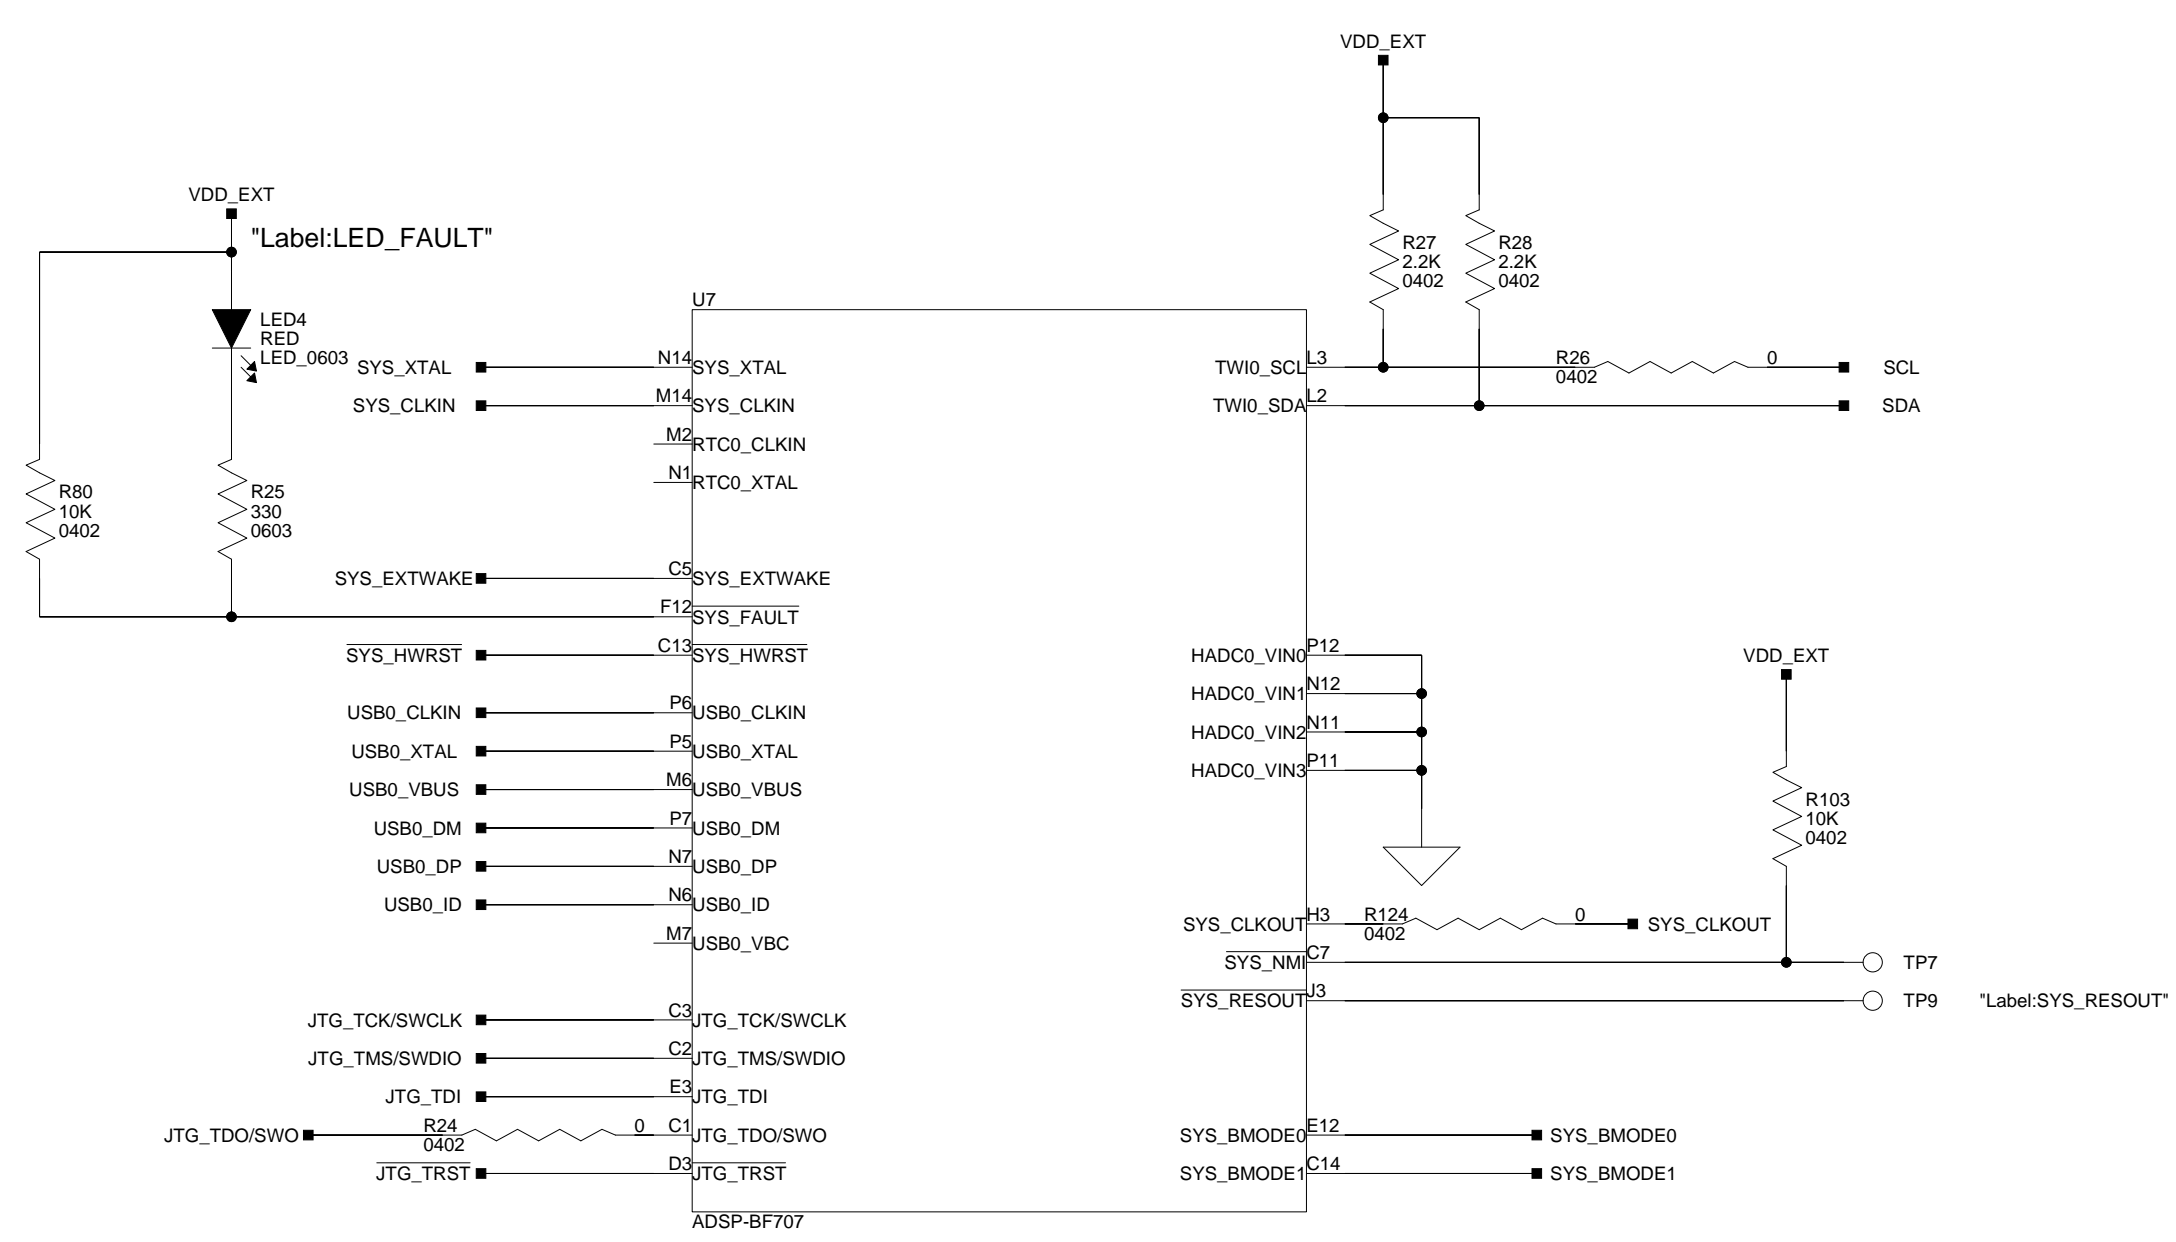 VDD_EXT
VDD_EXT
"Label:LED_FAULT"
R27
2.2K
0402
R28
2.2K
0402
U7
LED4
RED
LED_0603
SYS_XTAL N14 SYS_XTAL
TWI0_SCL L3 R26 0 SCL
0402
SYS_CLKIN M14 SYS_CLKIN
TWI0_SDA L2 SDA
M2 RTC0_CLKIN
N1 RTC0_XTAL
R80
10K
0402
R25
330
0603
SYS_EXTWAKE C5 SYS_EXTWAKE
F12 SYS_FAULT
SYS_HWRST C13 SYS_HWRST
HADC0_VIN0 P12
VDD_EXT
HADC0_VIN1 N12
USB0_CLKIN P6 USB0_CLKIN
HADC0_VIN2 N11
USB0_XTAL P5 USB0_XTAL
HADC0_VIN3 P11
USB0_VBUS M6 USB0_VBUS
R103
10K
0402
USB0_DM P7 USB0_DM
USB0_DP N7 USB0_DP
USB0_ID N6 USB0_ID
SYS_CLKOUT H3 R124 0 SYS_CLKOUT
0402
M7 USB0_VBC
SYS_NMI C7 TP7
SYS_RESOUT J3 TP9 "Label:SYS_RESOUT"
JTG_TCK/SWCLK C3 JTG_TCK/SWCLK
JTG_TMS/SWDIO C2 JTG_TMS/SWDIO
JTG_TDI E3 JTG_TDI
JTG_TDO/SWO R24 0 C1 JTG_TDO/SWO
0402
SYS_BMODE0 E12 SYS_BMODE0
JTG_TRST D3 JTG_TRST
SYS_BMODE1 C14 SYS_BMODE1
ADSP-BF707